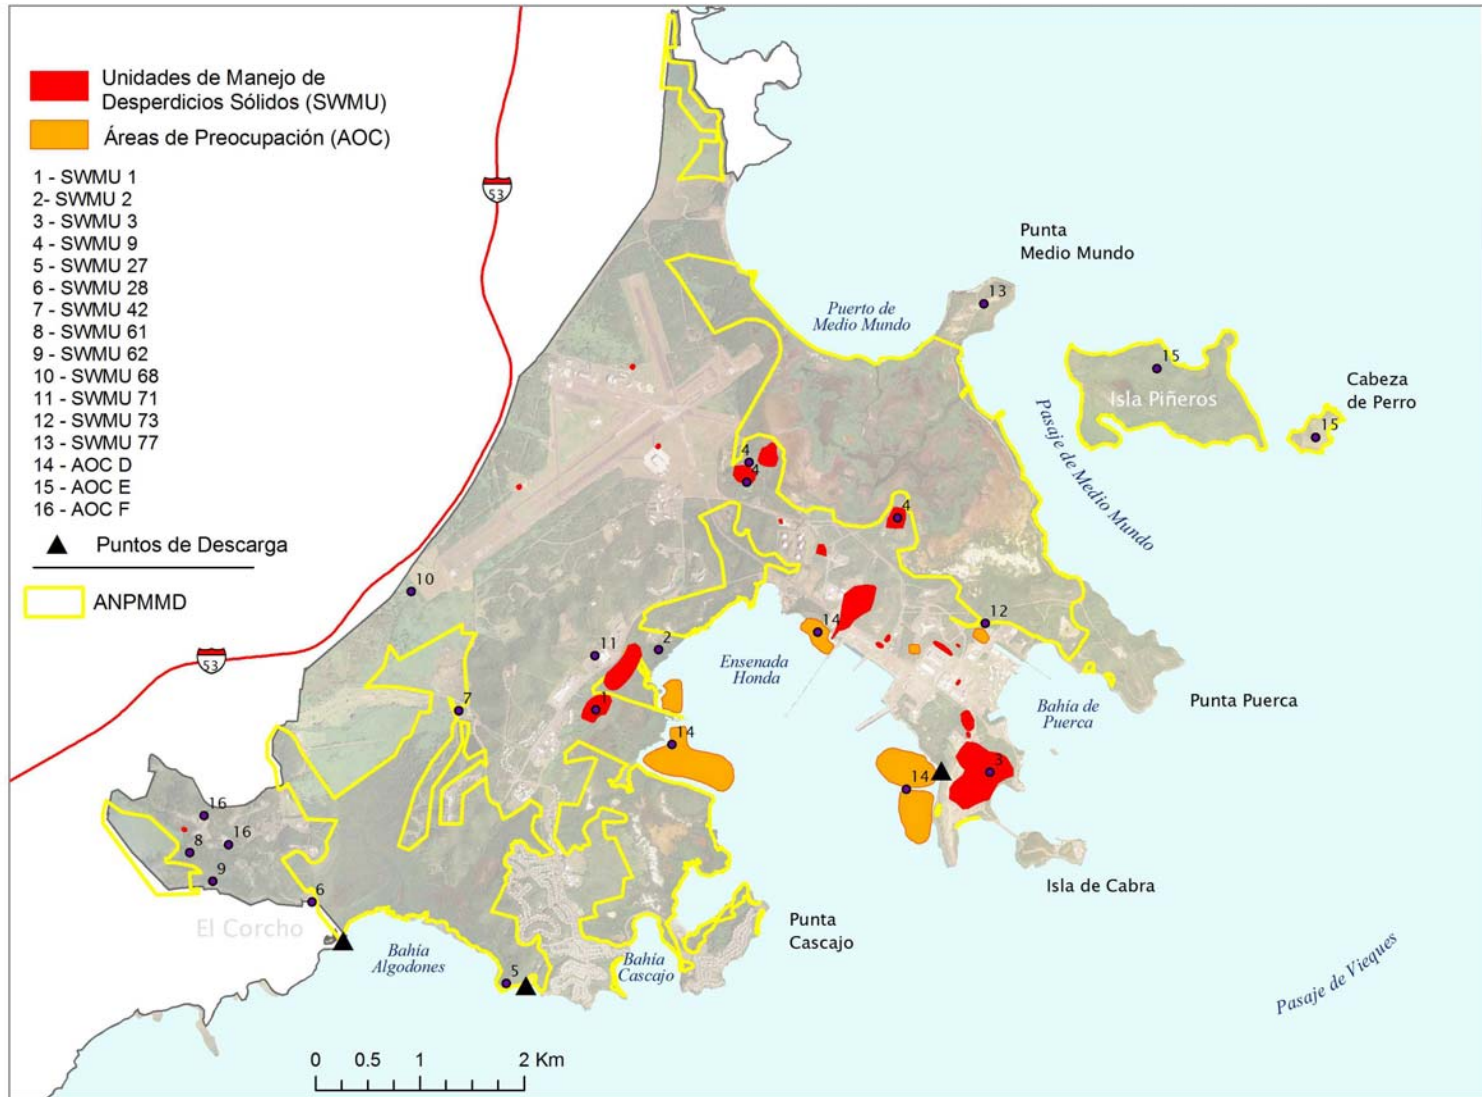 Unidades de Manejo de
Desperdicios Sólidos (SWMU)
Áreas de Preocupación (AOC)
1 - SWMU 1
2- SWMU 2
3 - SWMU 3
4 - SWMU 9
5 - SWMU 27
6 - SWMU 28
7 - SWMU 42
8 - SWMU 61
9 - SWMU 62
10 - SWMU 68
11 - SWMU 71
12 - SWMU 73
13 - SWMU 77
14 - AOC D
15 - AOC E
16 - AOC F
Puntos de Descarga
ANPMMD
53
53
Punta
Medio Mundo
13
Puerto de
Medio Mundo
15
Isla Piñeros
Cabeza
de Perro
15
Pasaje de Medio Mundo
4
4
4
10
14
12
11
2
Ensenada
Honda
Bahía de
Puerca
Punta Puerca
7
1
14
14
3
16
16
8
9
6
El Corcho
Isla de Cabra
Punta
Cascajo
Bahía
Algodones
Bahía
Cascajo
5
Pasaje de Vieques
0 0.5 1 2 Km